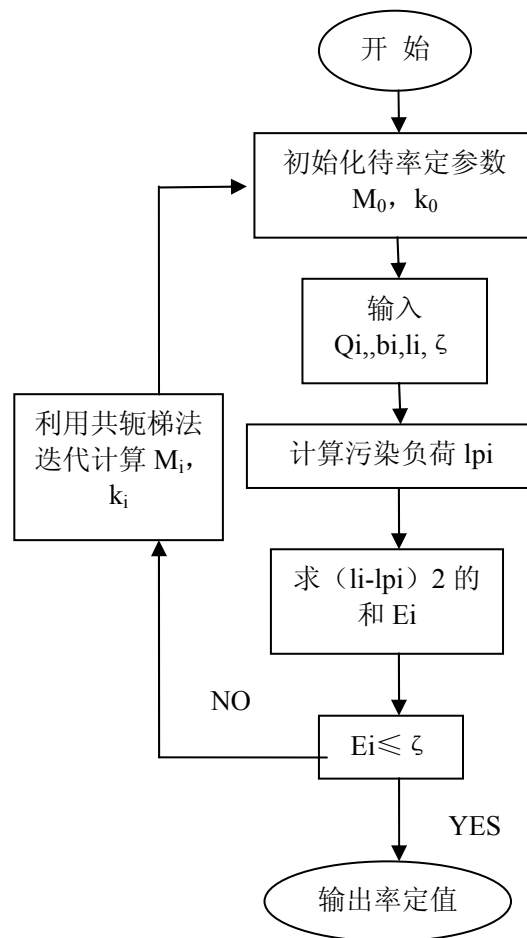 开 始
初始化待率定参数
M₀，k₀
输入
Qi,,bi,li, ζ
利用共轭梯法
迭代计算 Mᵢ，
kᵢ
计算污染负荷 lpi
求（li-lpi）2 的
和 Ei
NO
Ei≤ ζ
YES
输出率定值